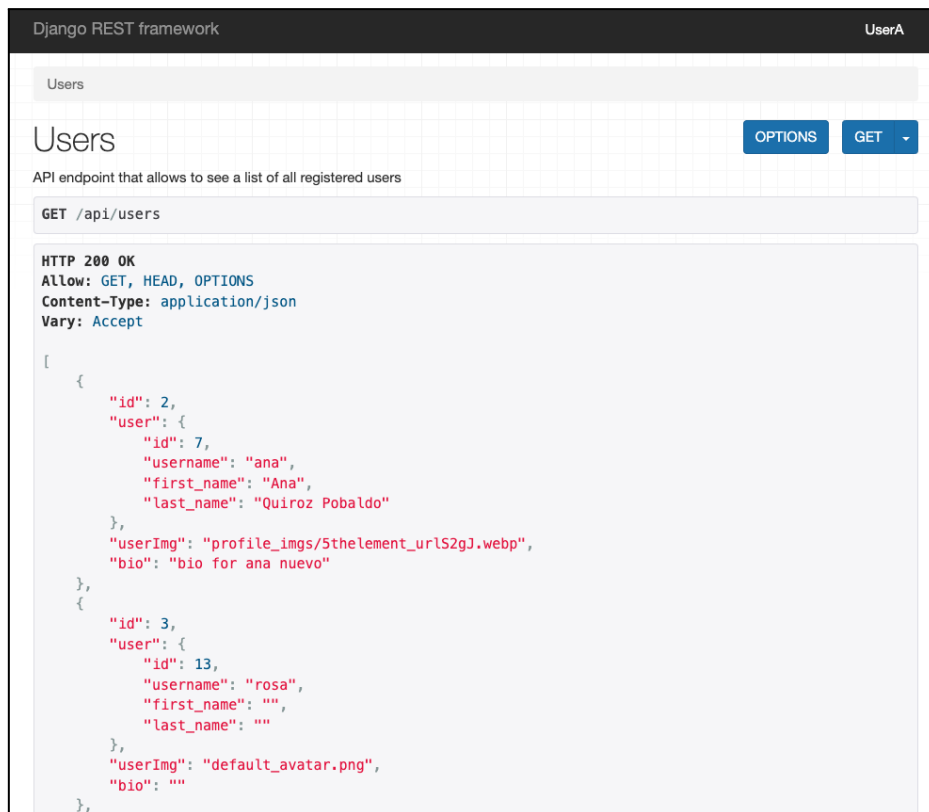 Django REST framework UserA
Users
Users OPTIONS GET
API endpoint that allows to see a list of all registered users
GET /api/users
HTTP 200 OK
Allow: GET, HEAD, OPTIONS
Content-Type: application/json
Vary: Accept
[
    {
        "id": 2,
        "user": {
            "id": 7,
            "username": "ana",
            "first_name": "Ana",
            "last_name": "Quiroz Pobaldo"
        },
        "userImg": "profile_imgs/5thelement_urlS2gJ.webp",
        "bio": "bio for ana nuevo"
    },
    {
        "id": 3,
        "user": {
            "id": 13,
            "username": "rosa",
            "first_name": "",
            "last_name": ""
        },
        "userImg": "default_avatar.png",
        "bio": ""
    },